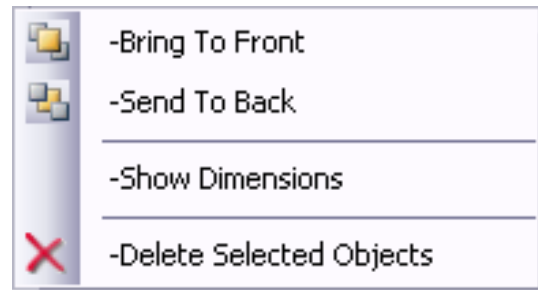 -Bring To Front
-Send To Back
-Show Dimensions
-Delete Selected Objects